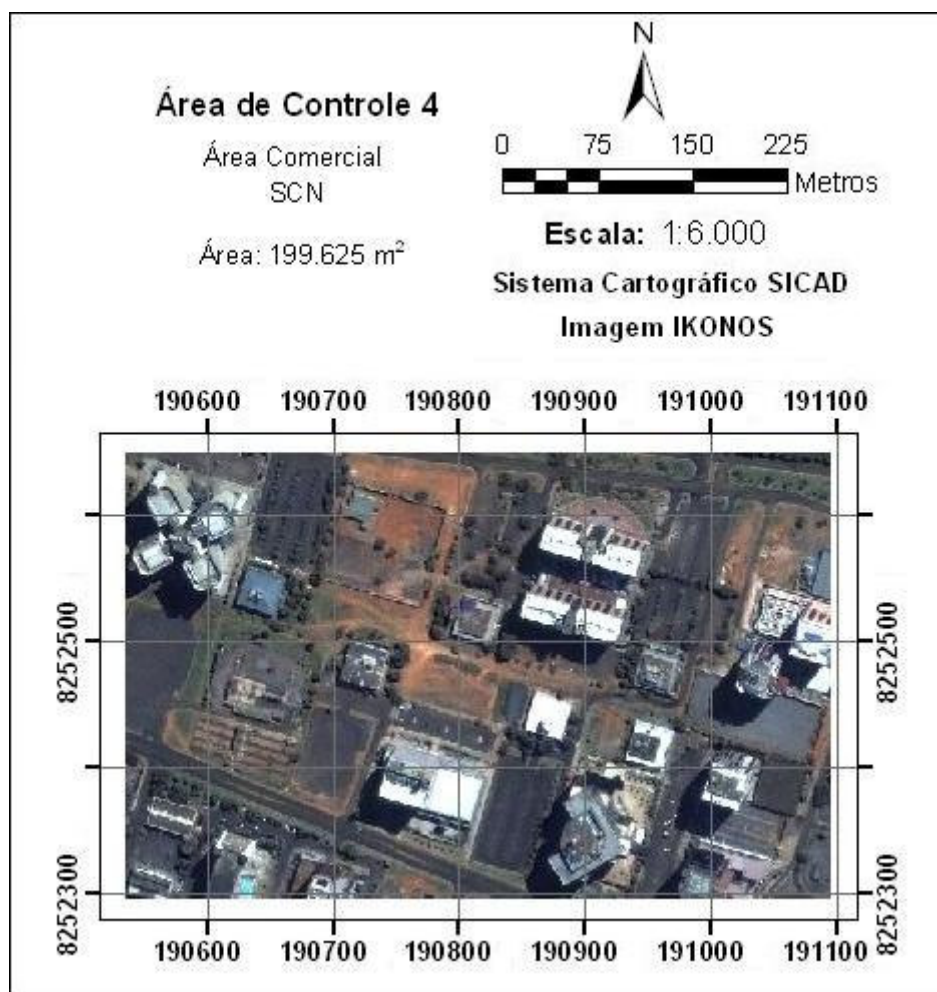 N
Área de Controle 4
Área Comercial
SCN
Área: 199.625 m²
0 75 150 225
Metros
Escala: 1:6.000
Sistema Cartográfico SICAD
Imagem IKONOS
190600 190700 190800 190900 191000 191100
8252500 8252500
8252300 8252300
190600 190700 190800 190900 191000 191100